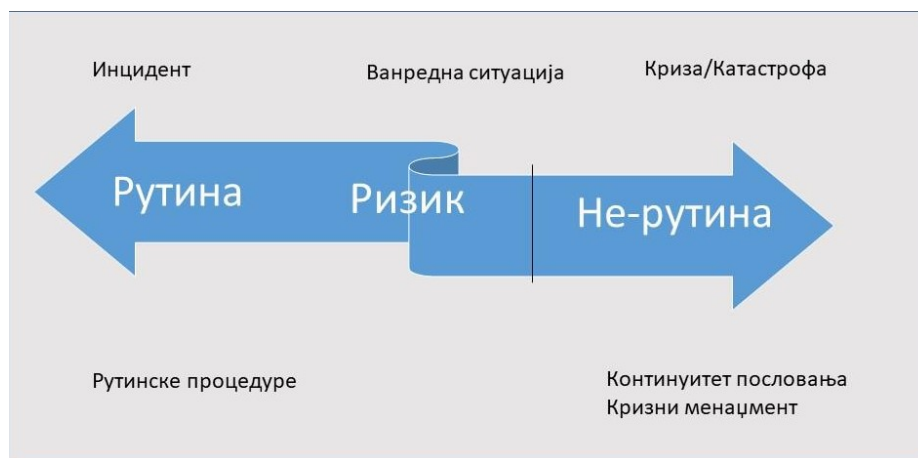 Инцидент
Ванредна ситуација
Криза/Катастрофа
Рутина
Ризик
Не-рутина
Рутинске процедуре
Континуитет пословања
Кризни менаџмент